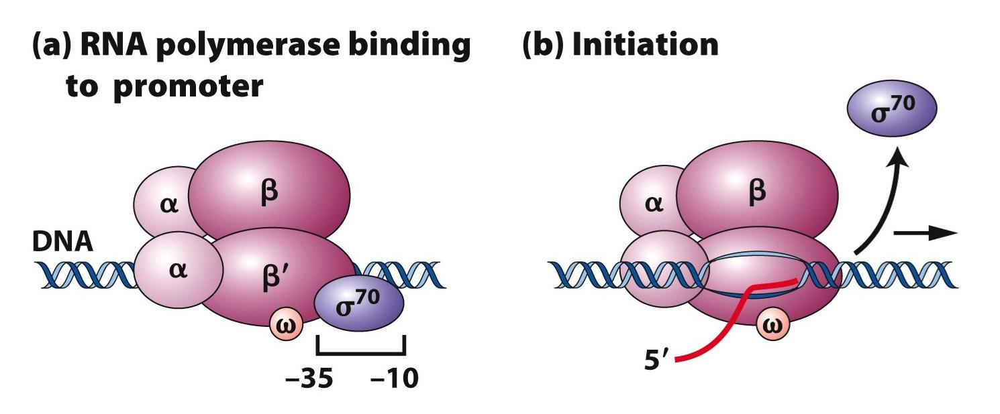 (a) RNA polymerase binding
to promoter
(b) Initiation
σ⁷⁰
β
α
DNA
α
β′
σ⁷⁰
ω
–35 –10
β
α
ω
5′